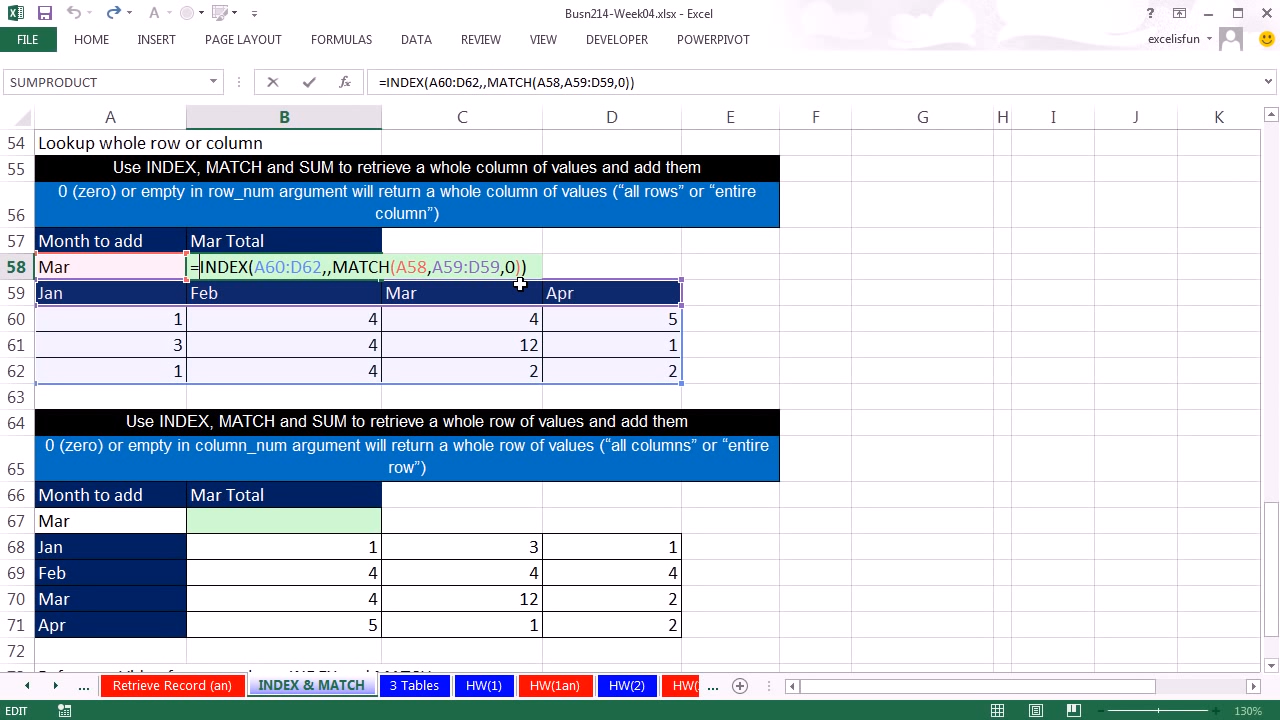 Busn214-Week04.xlsx - Excel
FILE HOME INSERT PAGE LAYOUT FORMULAS DATA REVIEW VIEW DEVELOPER POWERPIVOT excelisfun
SUMPRODUCT fx =INDEX(A60:D62,,MATCH(A58,A59:D59,0))
A B C D E F G H I J K
54 Lookup whole row or column
55 Use INDEX, MATCH and SUM to retrieve a whole column of values and add them
0 (zero) or empty in row_num argument will return a whole column of values (“all rows” or “entire
56 column”)
57 Month to add Mar Total
58 Mar =INDEX(A60:D62,,MATCH(A58,A59:D59,0))
59 Jan Feb Mar Apr
60 1 4 4 5
61 3 4 12 1
62 1 4 2 2
63
64 Use INDEX, MATCH and SUM to retrieve a whole row of values and add them
0 (zero) or empty in column_num argument will return a whole row of values (“all columns” or “entire
65 row”)
66 Month to add Mar Total
67 Mar
68 Jan 1 3 1
69 Feb 4 4 4
70 Mar 4 12 2
71 Apr 5 1 2
72
... Retrieve Record (an) INDEX & MATCH 3 Tables HW(1) HW(1an) HW(2) HW( ...
EDIT 130%